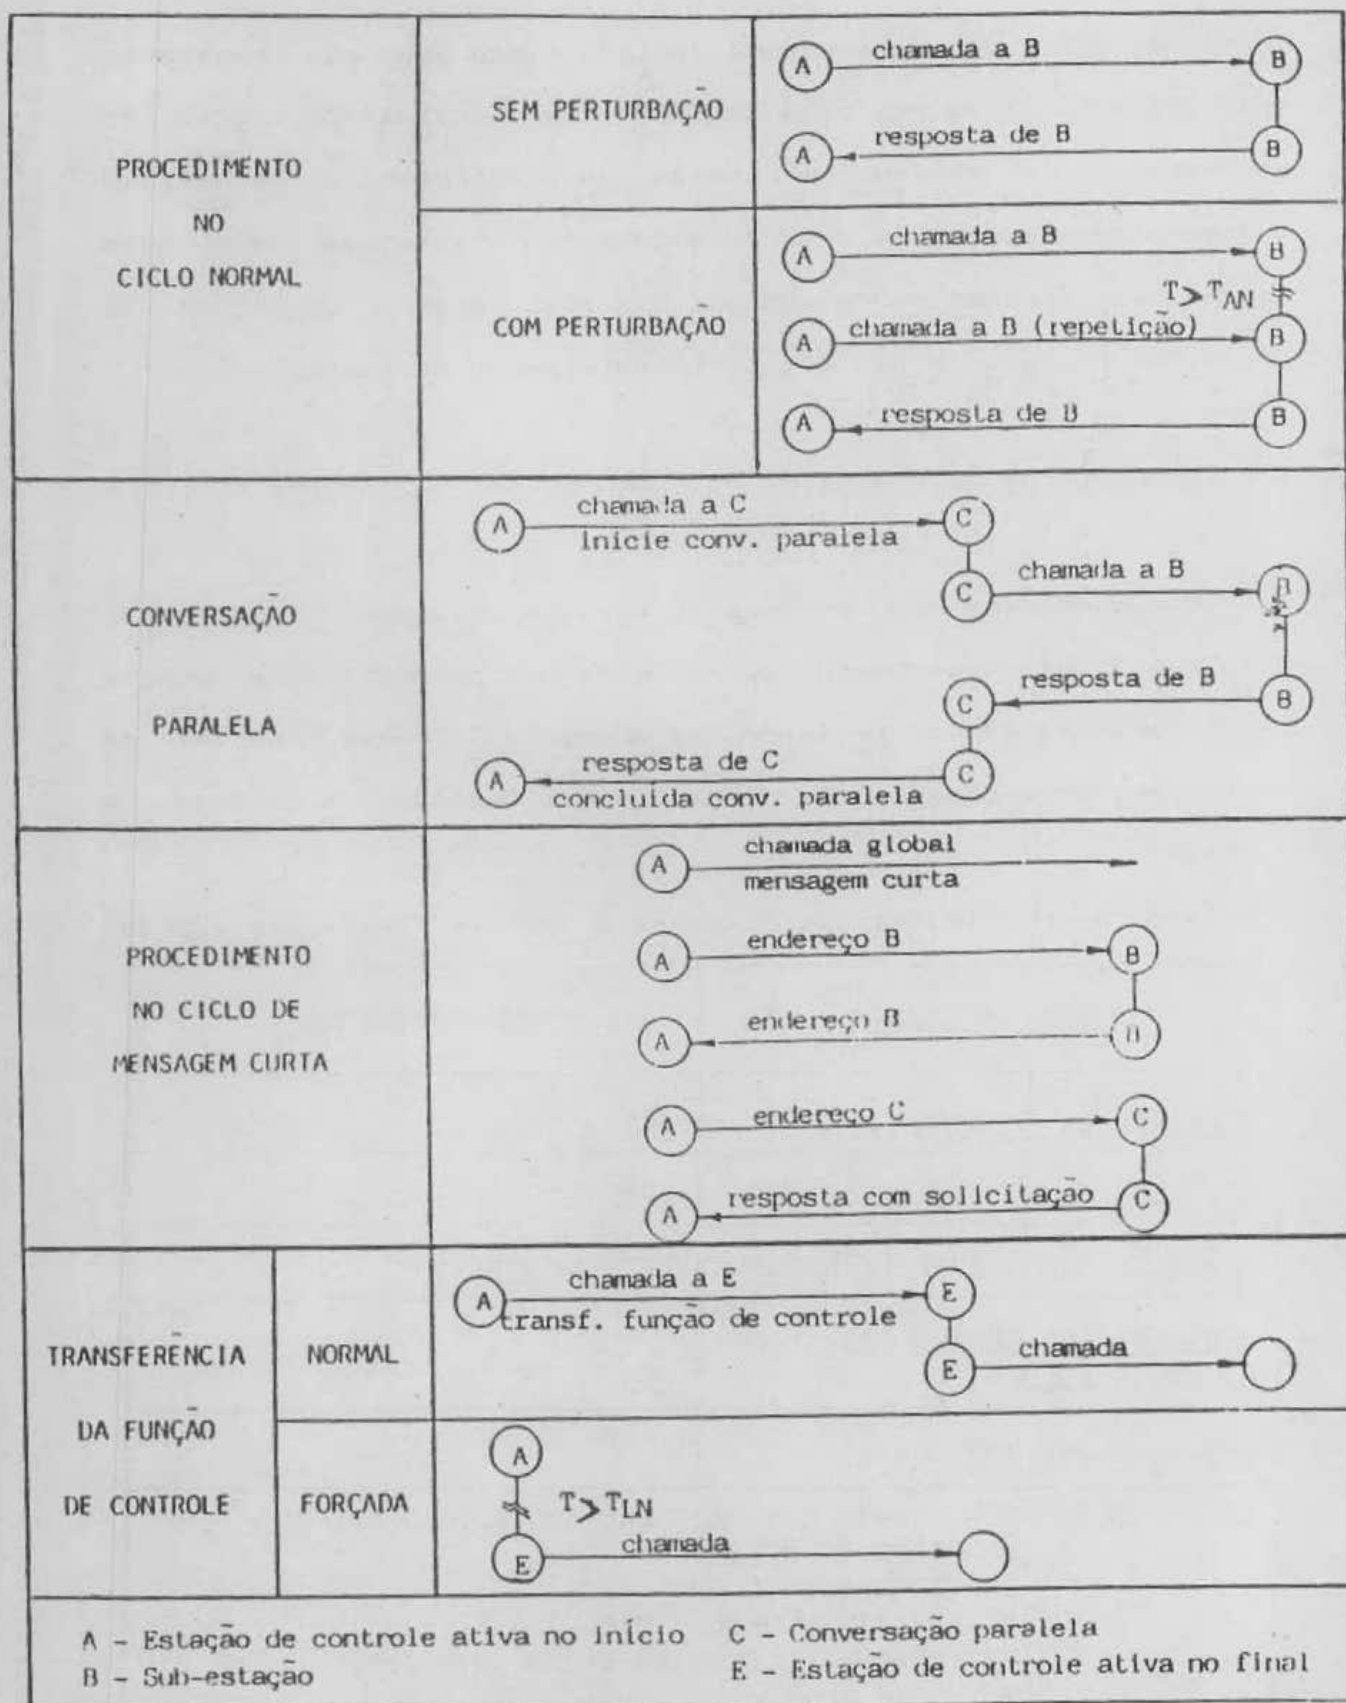 PROCEDIMENTO
NO
CICLO NORMAL
SEM PERTURBAÇÃO
A chamada a B B
A resposta de B B
COM PERTURBAÇÃO
A chamada a B B
T > T_AN
A chamada a B (repetição) B
A resposta de B B
CONVERSAÇÃO
PARALELA
A chamada a C C
inicie conv. paralela
C chamada a B B
C resposta de B B
A resposta de C C
concluída conv. paralela
PROCEDIMENTO
NO CICLO DE
MENSAGEM CURTA
A chamada global
mensagem curta
A endereço B B
A endereço B B
A endereço C C
A resposta com solicitação C
TRANSFERÊNCIA
DA FUNÇÃO
DE CONTROLE
NORMAL
A chamada a E E
transf. função de controle
E chamada
FORÇADA
A
T > T_LN
E chamada
A - Estação de controle ativa no início
B - Sub-estação
C - Conversação paralela
E - Estação de controle ativa no final